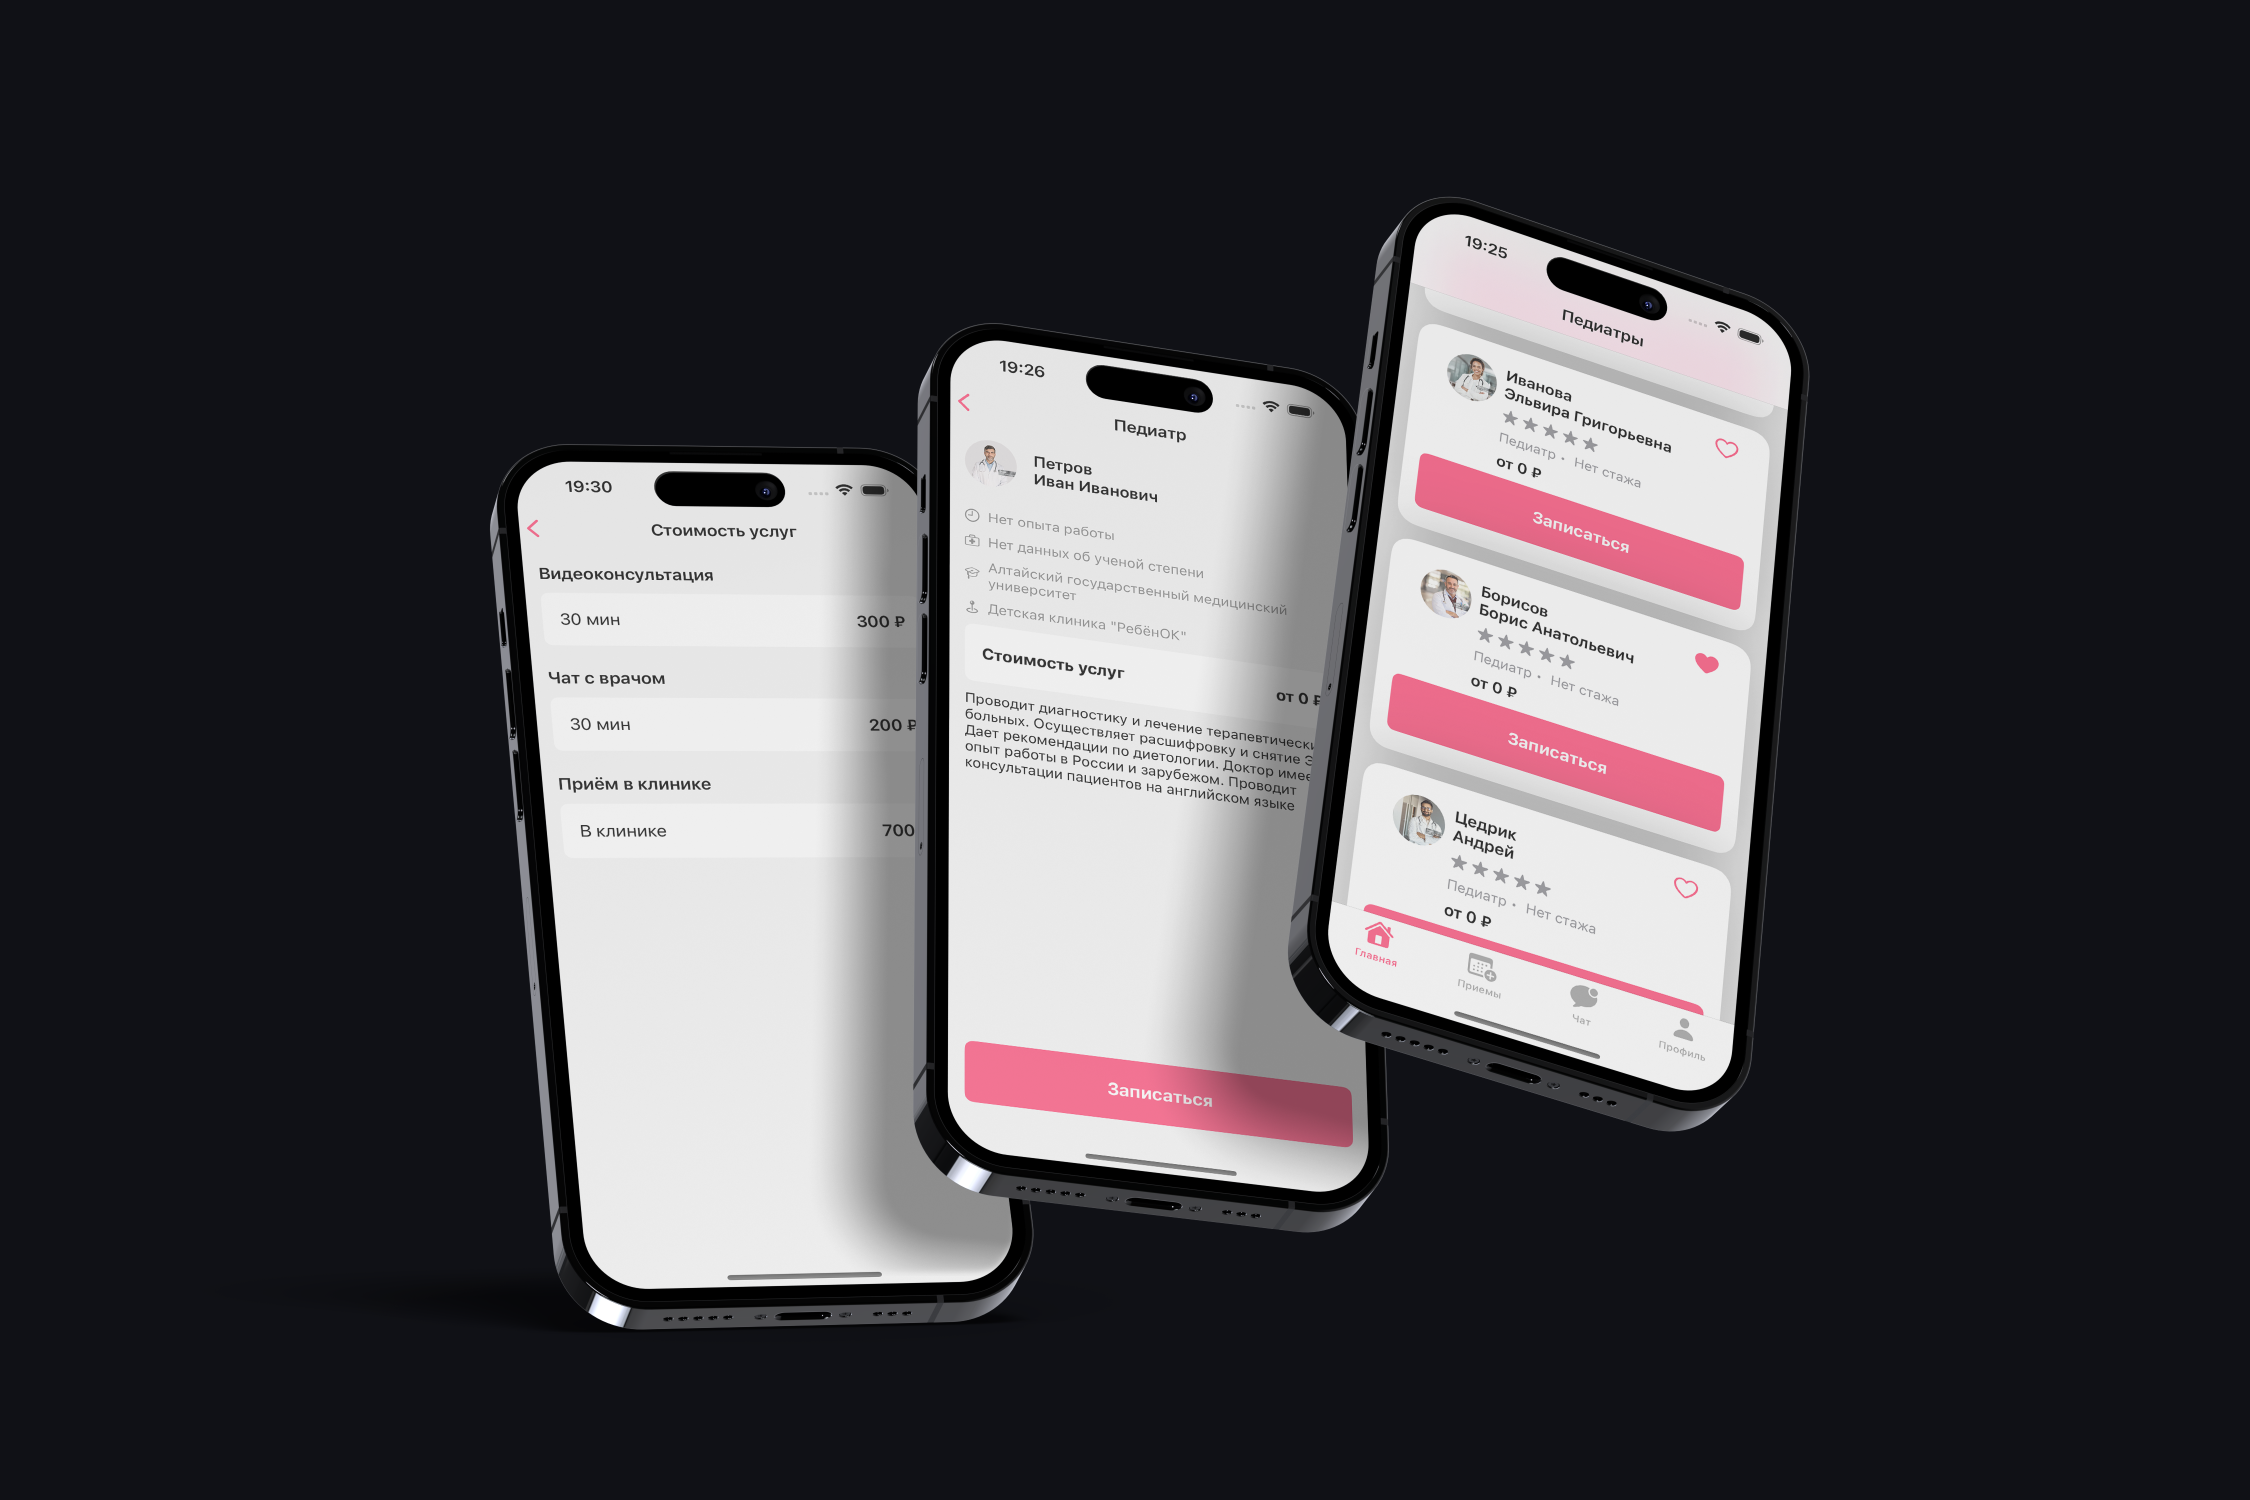 19:30
Стоимость услуг
Видеоконсультация
30 мин 300 ₽
Чат с врачом
30 мин 200 ₽
Приём в клинике
В клинике 700
19:26
Педиатр
Петров
Иван Иванович
Нет опыта работы
Нет данных об ученой степени
Алтайский государственный медицинский
университет
Детская клиника "РебёнОК"
Стоимость услуг
от 0 ₽
Проводит диагностику и лечение
больных. Осуществляет расшифровку и снятие
Дает рекомендации по диетологии. Доктор
опыт работы в России и зарубежом. Проводит
консультации пациентов на английском языке
Записаться
19:25
Педиатры
Иванова
Эльвира Григорьевна
Педиатр • Нет стажа
от 0 ₽
Записаться
Борисов
Борис Анатольевич
Педиатр • Нет стажа
от 0 ₽
Записаться
Цедрик
Андрей
Педиатр • Нет стажа
от 0 ₽
Главная
Приемы
Чат
Профиль